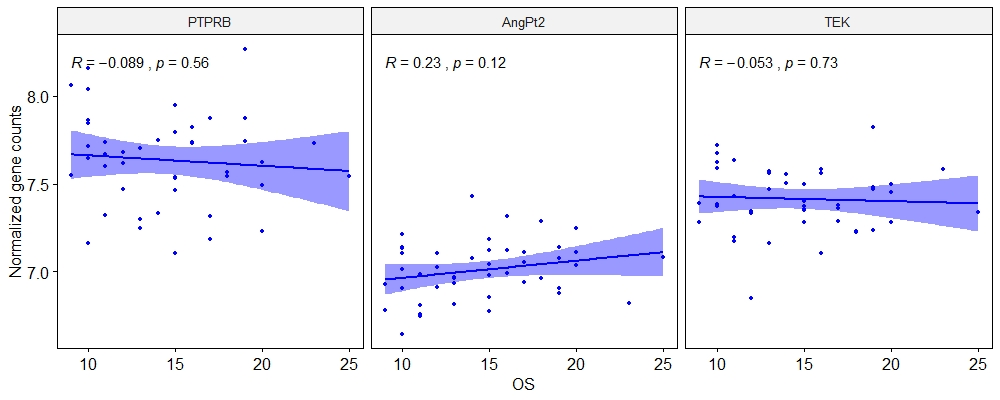 PTPRB AngPt2 TEK
R = −0.089 , p = 0.56 R = 0.23 , p = 0.12 R = −0.053 , p = 0.73
Normalized gene counts
8.0
7.5
7.0
10 15 20 25 10 15 20 25 10 15 20 25
OS